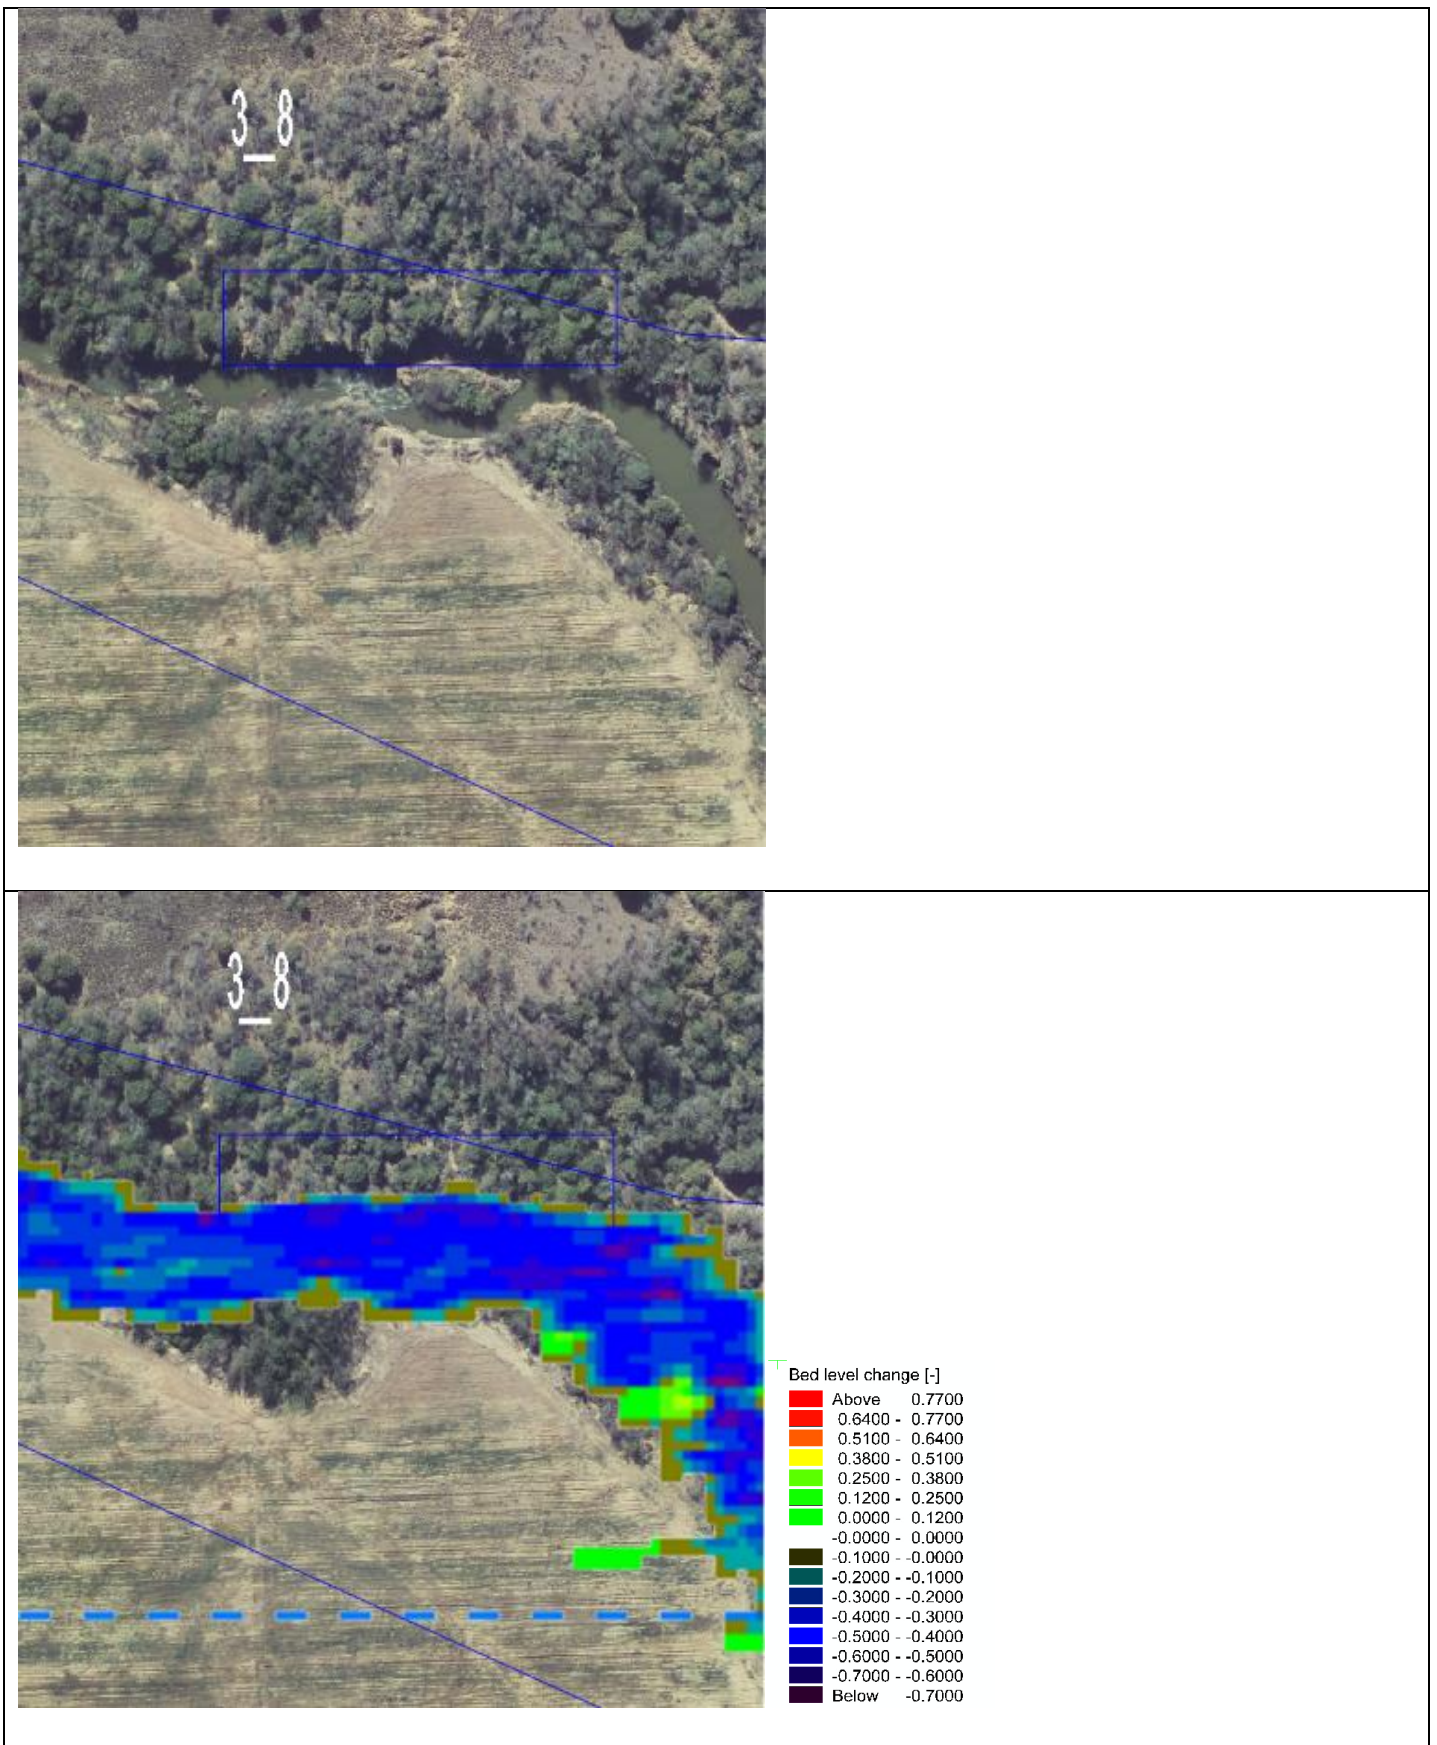 3_8
3_8
Bed level change [-]
Above 0.7700
0.6400 - 0.7700
0.5100 - 0.6400
0.3800 - 0.5100
0.2500 - 0.3800
0.1200 - 0.2500
0.0000 - 0.1200
-0.0000 - 0.0000
-0.1000 - -0.0000
-0.2000 - -0.1000
-0.3000 - -0.2000
-0.4000 - -0.3000
-0.5000 - -0.4000
-0.6000 - -0.5000
-0.7000 - -0.6000
Below -0.7000